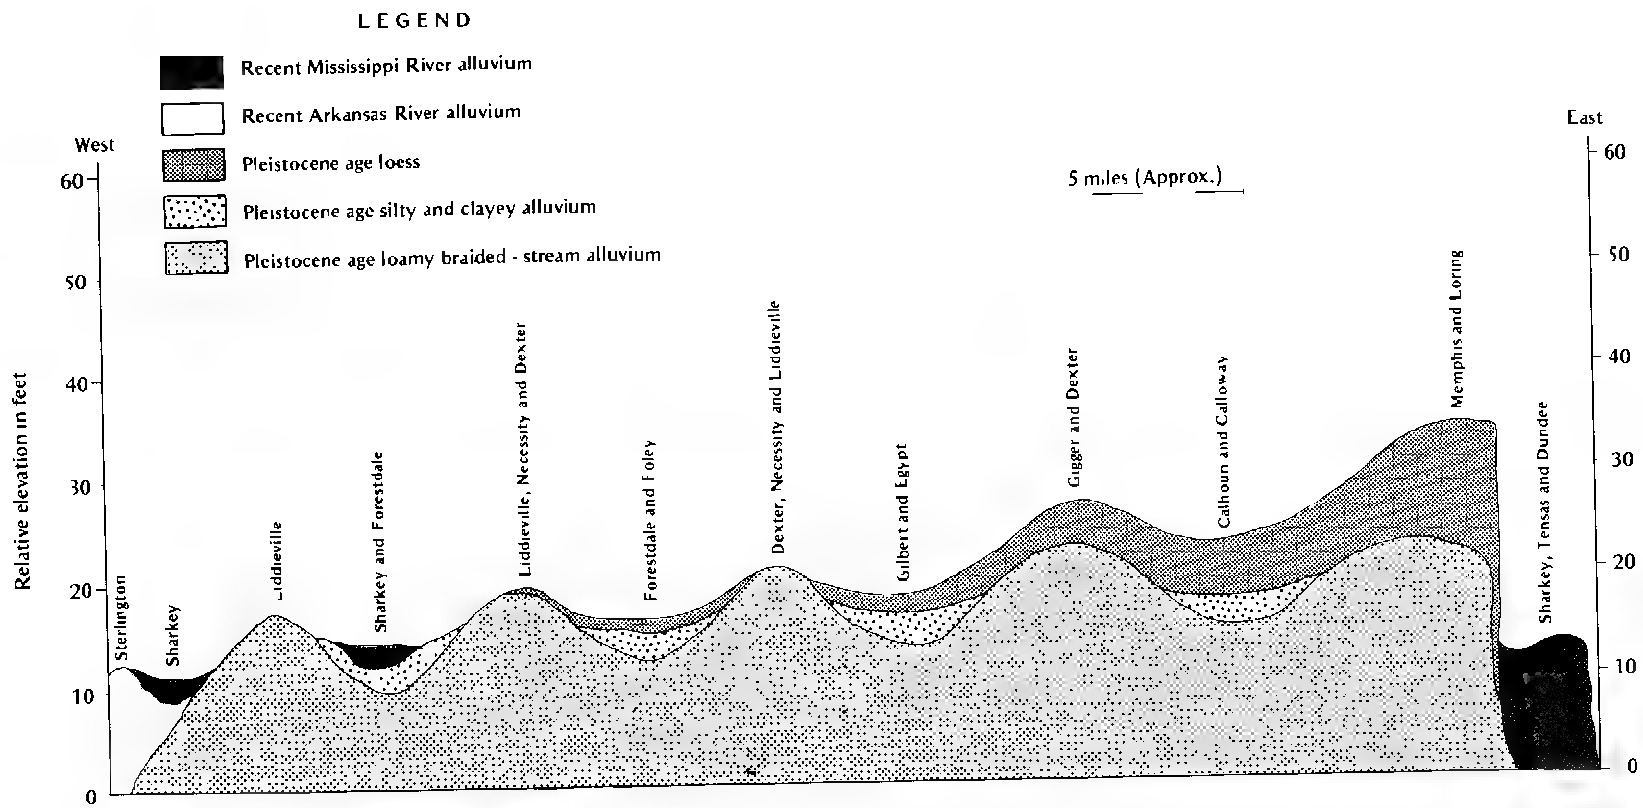 LEGEND
Recent Mississippi River alluvium
Recent Arkansas River alluvium
Pleistocene age loess
Pleistocene age silty and clayey alluvium
Pleistocene age loamy braided - stream alluvium
West
East
5 miles (Approx.)
Relative elevation in feet
60
50
40
30
20
10
0
Sterlington
Sharkey
Liddieville
Sharkey and Forestdale
Liddieville, Necessity and Dexter
Forestdale and Foley
Dexter, Necessity and Liddieville
Gilbert and Egypt
Gigger and Dexter
Calhoun and Calloway
Memphis and Loring
Sharkey, Tensas and Dundee
60
50
40
30
20
10
0